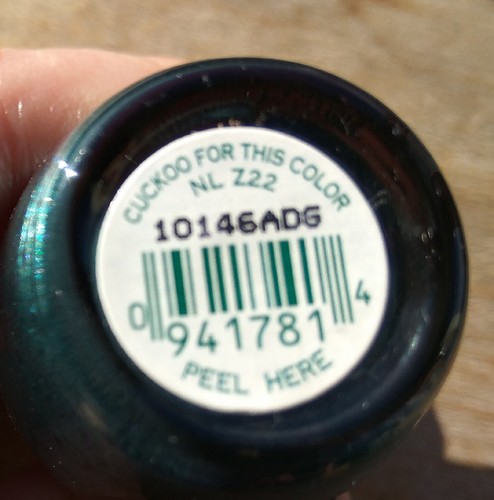 CUCKOO FOR THIS COLOR
NL Z22
10146ADG
0 941781 4
PEEL HERE